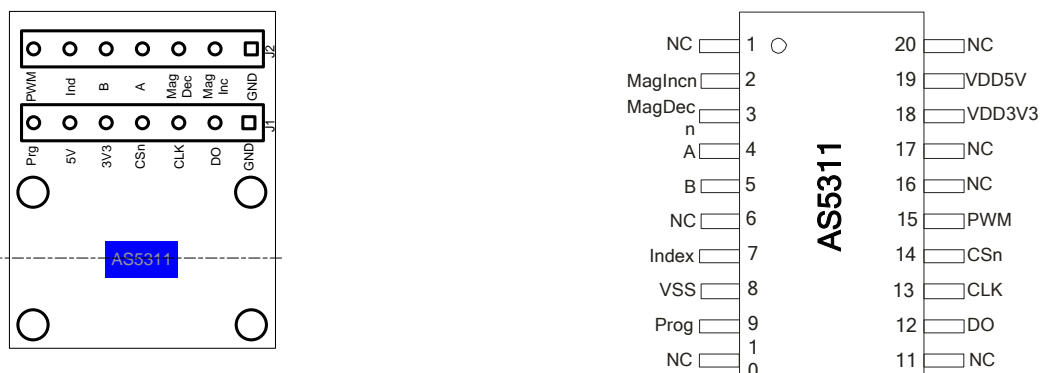 J2
PWM Ind B A Mag Dec Mag Inc GND
J1
Prg 5V 3V3 CSn CLK DO GND
AS5311
NC 1 20 NC
MagIncn 2 19 VDD5V
MagDec
n 3 18 VDD3V3
A 4 17 NC
B 5 16 NC
NC 6 15 PWM
Index 7 14 CSn
VSS 8 13 CLK
Prog 9 12 DO
NC 1
0 11 NC
AS5311